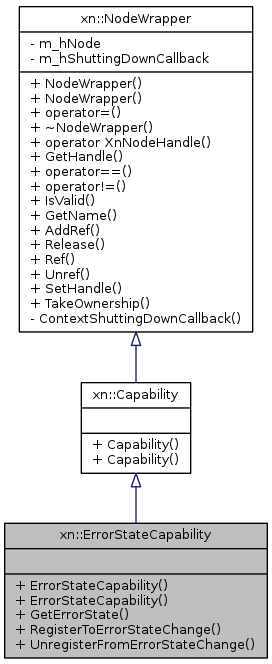 xn::NodeWrapper
- m_hNode
- m_hShuttingDownCallback
+ NodeWrapper()
+ NodeWrapper()
+ operator=()
+ ~NodeWrapper()
+ operator XnNodeHandle()
+ GetHandle()
+ operator==()
+ operator!=()
+ IsValid()
+ GetName()
+ AddRef()
+ Release()
+ Ref()
+ Unref()
+ SetHandle()
+ TakeOwnership()
- ContextShuttingDownCallback()
xn::Capability
+ Capability()
+ Capability()
xn::ErrorStateCapability
+ ErrorStateCapability()
+ ErrorStateCapability()
+ GetErrorState()
+ RegisterToErrorStateChange()
+ UnregisterFromErrorStateChange()